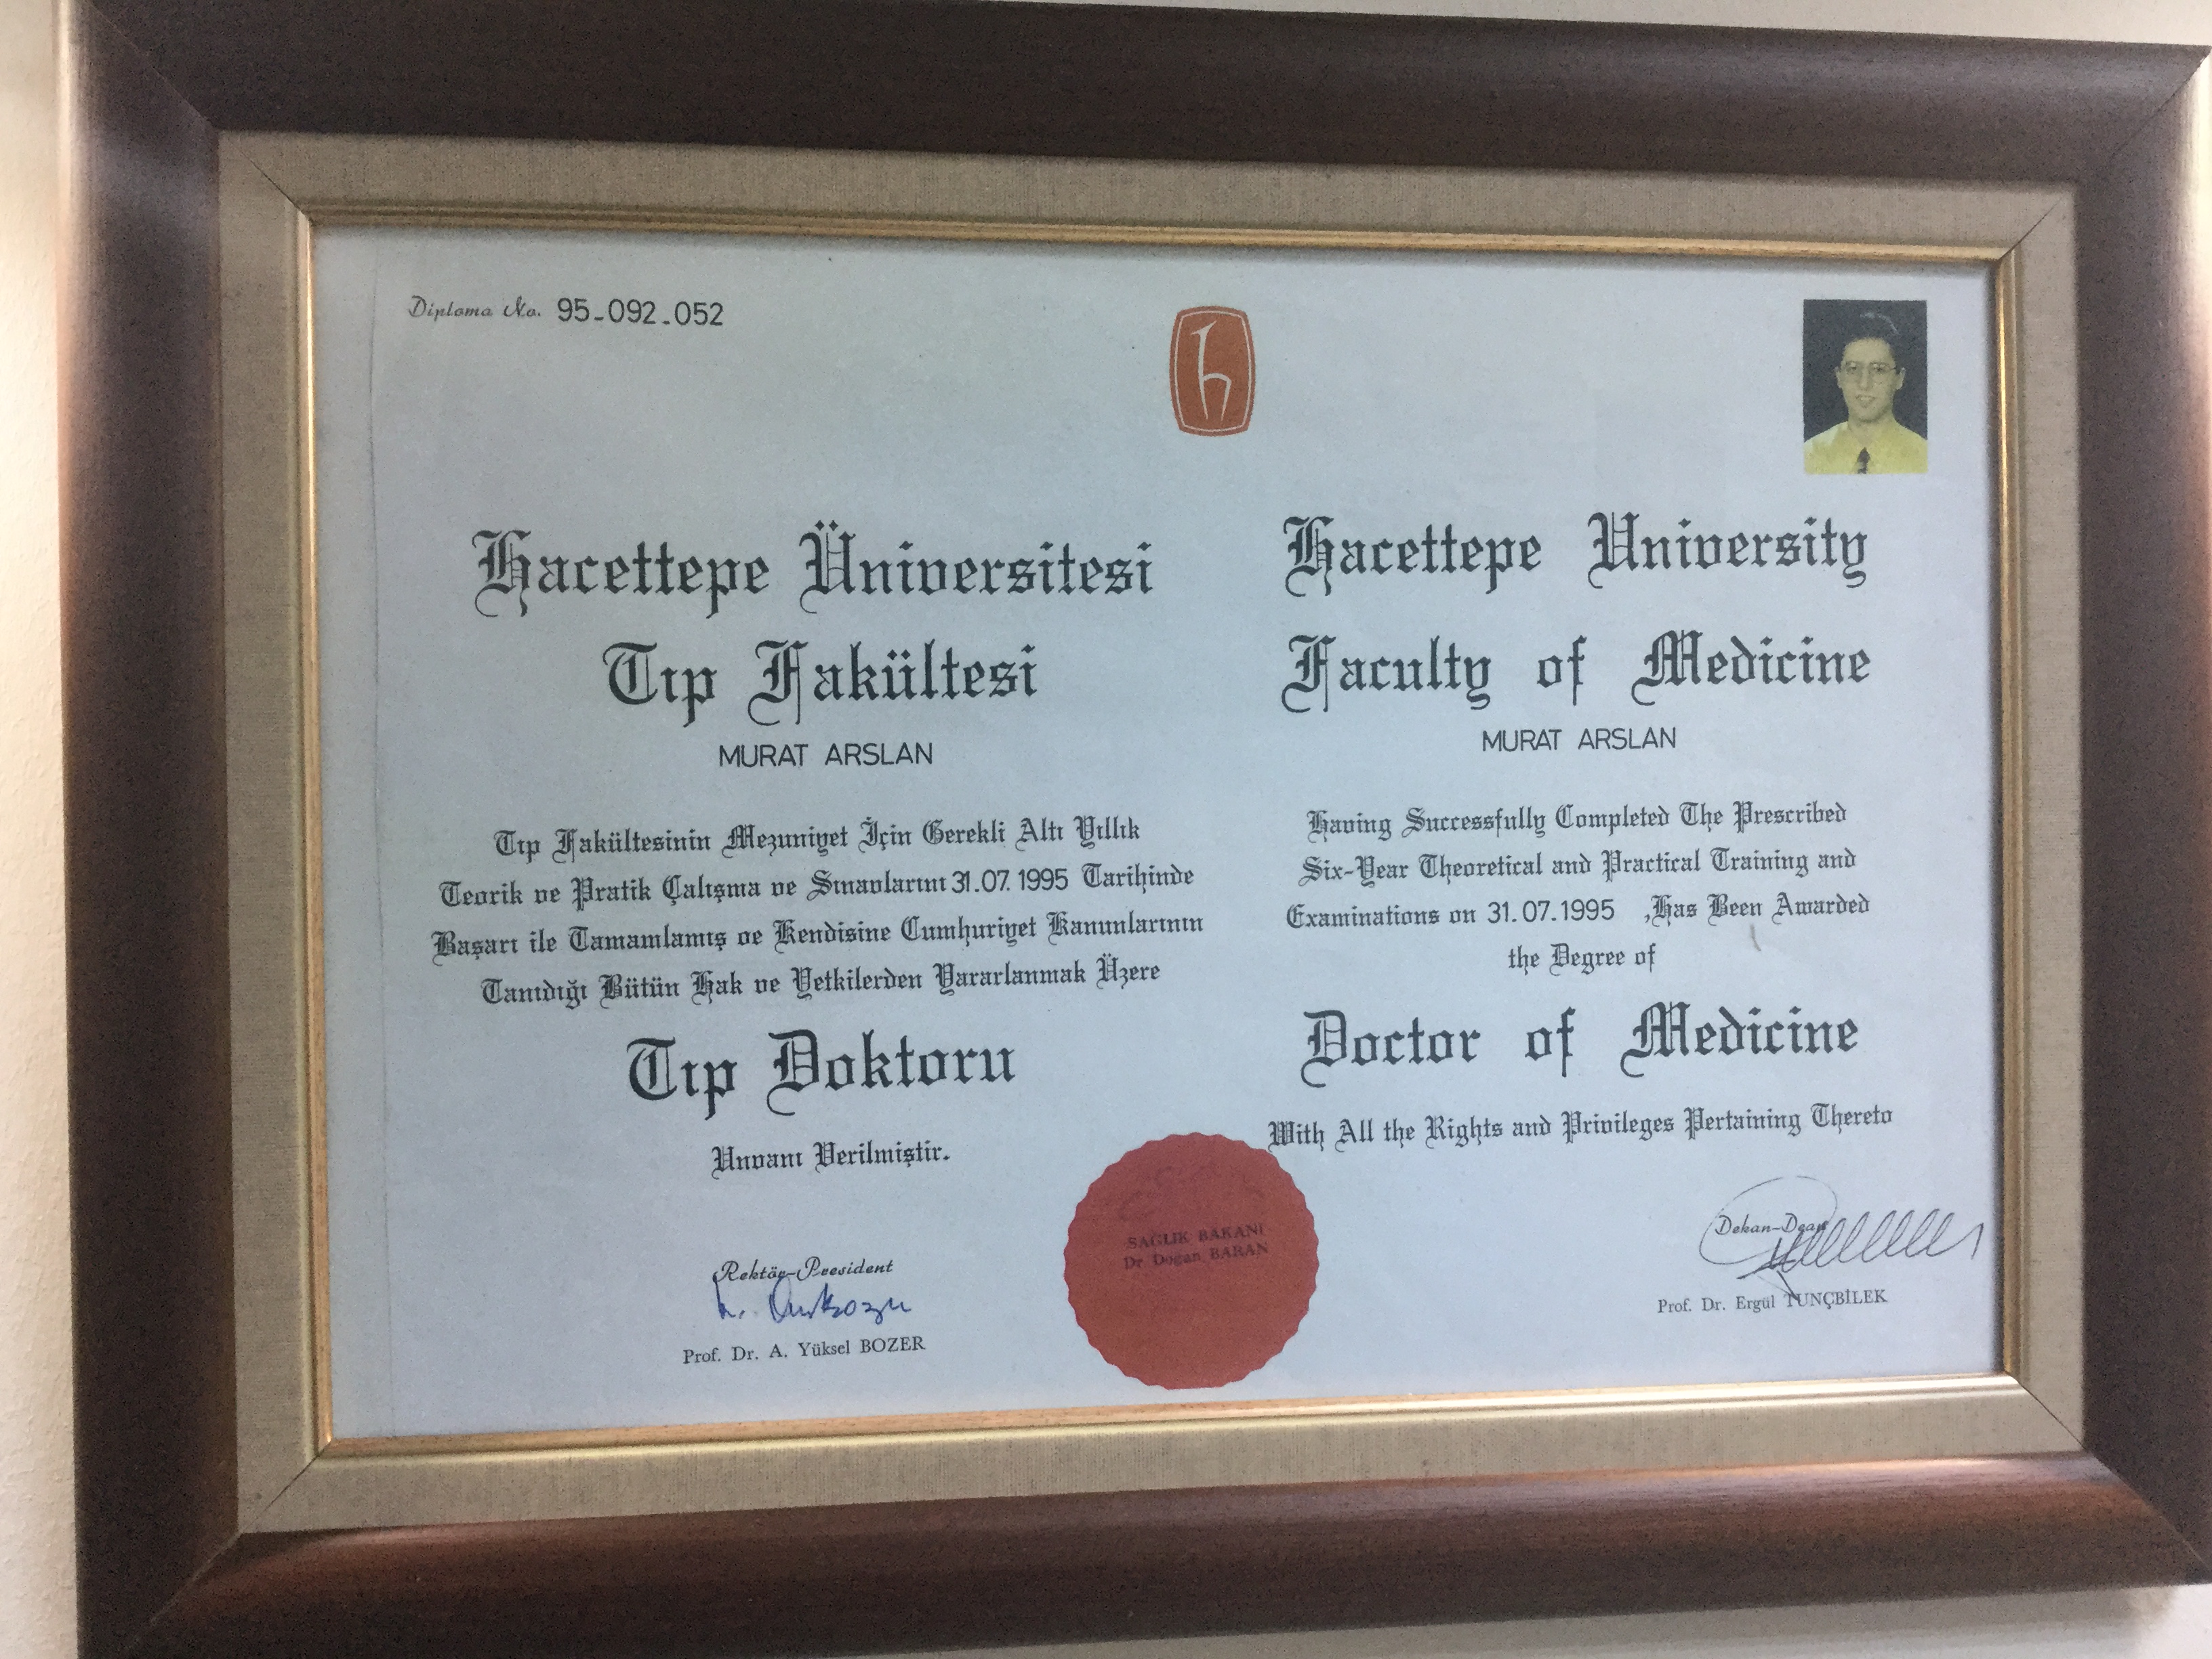 Diploma No. 95-092-052
h
Hacettepe Üniversitesi
Tıp Fakültesi
MURAT ARSLAN
Tıp Fakültesinin Mezuniyet İçin Gerekli Altı Yıllık
Teorik ve Pratik Çalışma ve Sınavlarını 31.07.1995 Tarihinde
Başarı ile Tamamlamış ve Kendisine Cumhuriyet Kanunlarının
Tanıdığı Bütün Hak ve Yetkilerden Yararlanmak Üzere
Tıp Doktoru
Unvanı Verilmiştir.
Rektör-President
Prof. Dr. A. Yüksel BOZER
Hacettepe University
Faculty of Medicine
MURAT ARSLAN
Having Successfully Completed The Prescribed
Six-Year Theoretical and Practical Training and
Examinations on 31.07.1995 ,Has Been Awarded
the Degree of
Doctor of Medicine
With All the Rights and Privileges Pertaining Thereto
SAĞLIK BAKANI
Dr. Doğan BARAN
Dekan-Dean
Prof. Dr. Ergül TUNÇBİLEK